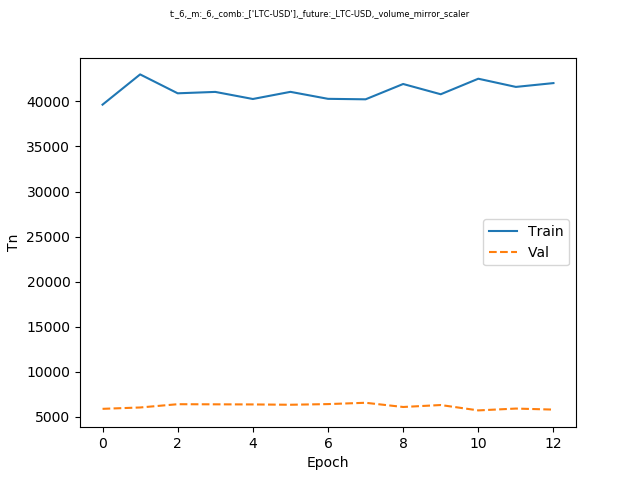 t:_6,_m:_6,_comb:_['LTC-USD'],_future:_LTC-USD,_volume_mirror_scaler
40000
35000
30000
25000
20000
15000
10000
5000
Tn
Train
Val
0 2 4 6 8 10 12
Epoch